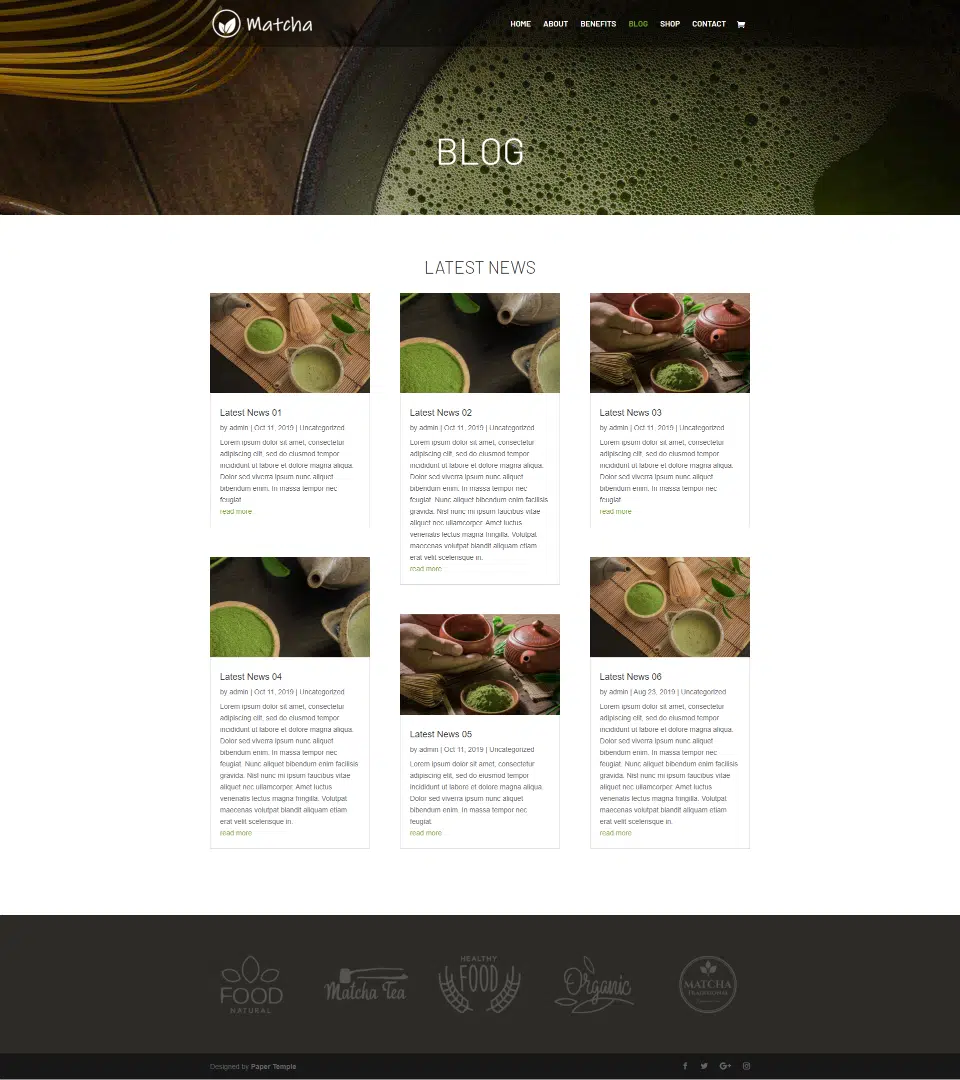 Matcha
HOME ABOUT BENEFITS BLOG SHOP CONTACT
BLOG
LATEST NEWS
Latest News 01
by admin | Oct 11, 2019 | Uncategorized
Lorem ipsum dolor sit amet, consectetur
adipiscing elit, sed do eiusmod tempor
incididunt ut labore et dolore magna aliqua.
Dolor sed viverra ipsum nunc aliquet
bibendum enim. In massa tempor nec
feugiat.
read more
Latest News 02
by admin | Oct 11, 2019 | Uncategorized
Lorem ipsum dolor sit amet, consectetur
adipiscing elit, sed do eiusmod tempor
incididunt ut labore et dolore magna aliqua.
Dolor sed viverra ipsum nunc aliquet
bibendum enim. In massa tempor nec
feugiat. Nunc aliquet bibendum enim facilisis
gravida. Nisl nunc mi ipsum faucibus vitae
aliquet nec ullamcorper. Amet luctus
venenatis lectus magna fringilla. Volutpat
maecenas volutpat blandit aliquam etiam
erat velit scelerisque in.
read more
Latest News 03
by admin | Oct 11, 2019 | Uncategorized
Lorem ipsum dolor sit amet, consectetur
adipiscing elit, sed do eiusmod tempor
incididunt ut labore et dolore magna aliqua.
Dolor sed viverra ipsum nunc aliquet
bibendum enim. In massa tempor nec
feugiat.
read more
Latest News 04
by admin | Oct 11, 2019 | Uncategorized
Lorem ipsum dolor sit amet, consectetur
adipiscing elit, sed do eiusmod tempor
incididunt ut labore et dolore magna aliqua.
Dolor sed viverra ipsum nunc aliquet
bibendum enim. In massa tempor nec
feugiat. Nunc aliquet bibendum enim facilisis
gravida. Nisl nunc mi ipsum faucibus vitae
aliquet nec ullamcorper. Amet luctus
venenatis lectus magna fringilla. Volutpat
maecenas volutpat blandit aliquam etiam
erat velit scelerisque in.
read more
Latest News 05
by admin | Oct 11, 2019 | Uncategorized
Lorem ipsum dolor sit amet, consectetur
adipiscing elit, sed do eiusmod tempor
incididunt ut labore et dolore magna aliqua.
Dolor sed viverra ipsum nunc aliquet
bibendum enim. In massa tempor nec
feugiat.
read more
Latest News 06
by admin | Aug 23, 2019 | Uncategorized
Lorem ipsum dolor sit amet, consectetur
adipiscing elit, sed do eiusmod tempor
incididunt ut labore et dolore magna aliqua.
Dolor sed viverra ipsum nunc aliquet
bibendum enim. In massa tempor nec
feugiat. Nunc aliquet bibendum enim facilisis
gravida. Nisl nunc mi ipsum faucibus vitae
aliquet nec ullamcorper. Amet luctus
venenatis lectus magna fringilla. Volutpat
maecenas volutpat blandit aliquam etiam
erat velit scelerisque in.
read more
FOOD
NATURAL
Matcha Tea
HEALTHY
FOOD
Organic
MATCHA
TRADITIONAL
Designed by Paper Temple